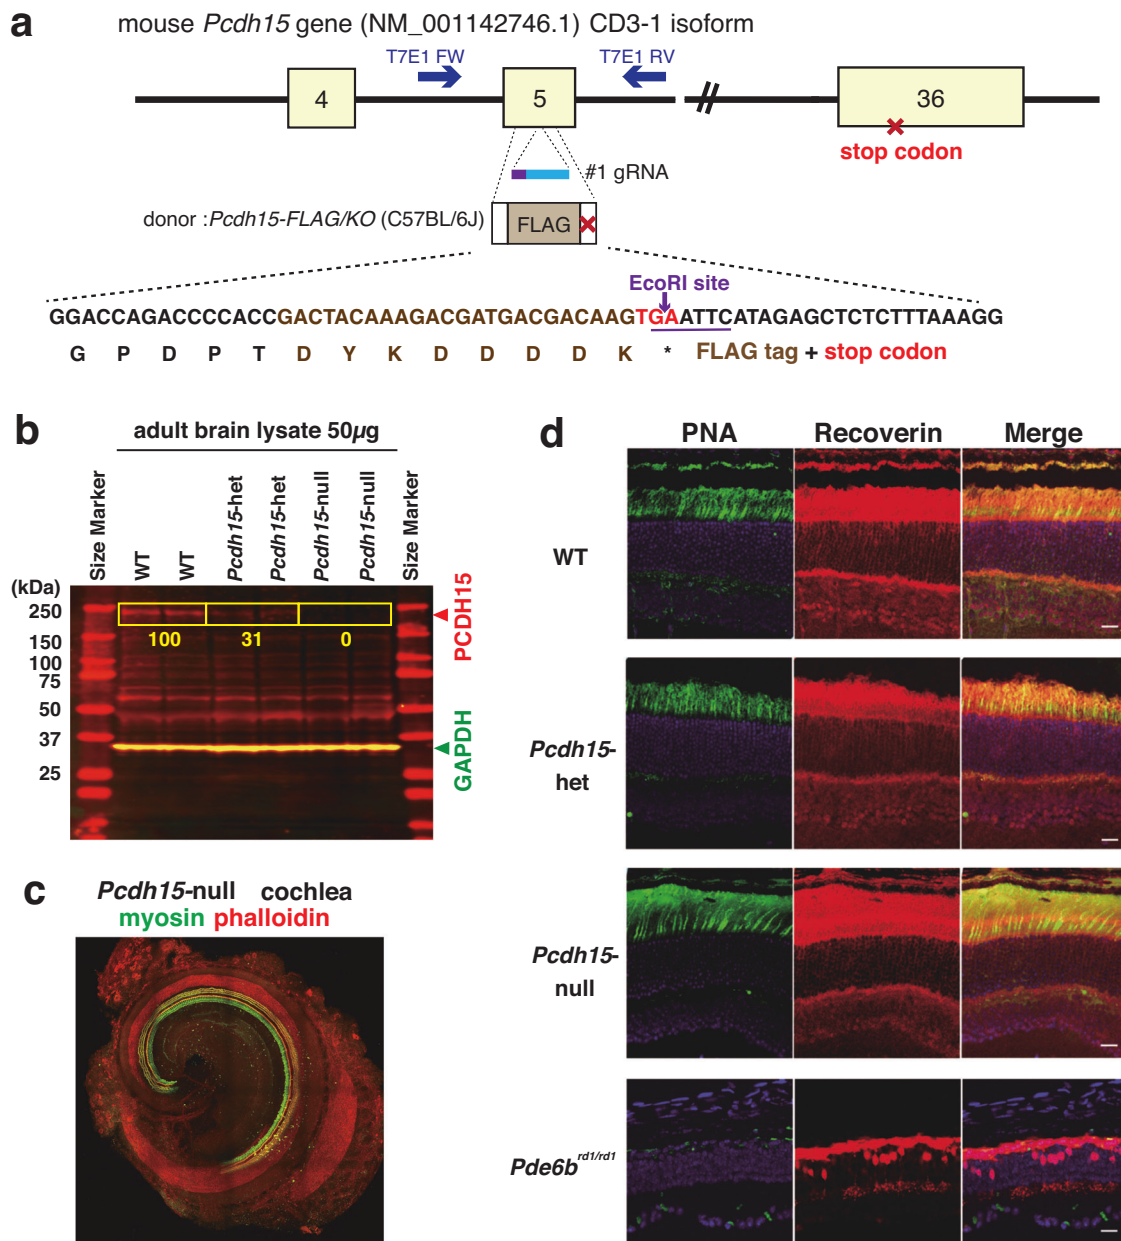 a
mouse Pcdh15 gene (NM_001142746.1) CD3-1 isoform
T7E1 FW
T7E1 RV
4
5
36
stop codon
#1 gRNA
donor :Pcdh15-FLAG/KO (C57BL/6J)
FLAG
EcoRI site
GGACCAGACCCCACCGACTACAAAGACGATGACGACAAGTGAATTCATAGAGCTCTCTTTAAAGG
G P D P T D Y K D D D D K * FLAG tag + stop codon
b
adult brain lysate 50µg
Size Marker
WT
WT
Pcdh15-het
Pcdh15-het
Pcdh15-null
Pcdh15-null
Size Marker
(kDa)
250
150
100
75
50
37
25
100
31
0
PCDH15
GAPDH
c
Pcdh15-null cochlea
myosin phalloidin
d
PNA
Recoverin
Merge
WT
Pcdh15-
het
Pcdh15-
null
Pde6b rd1/rd1